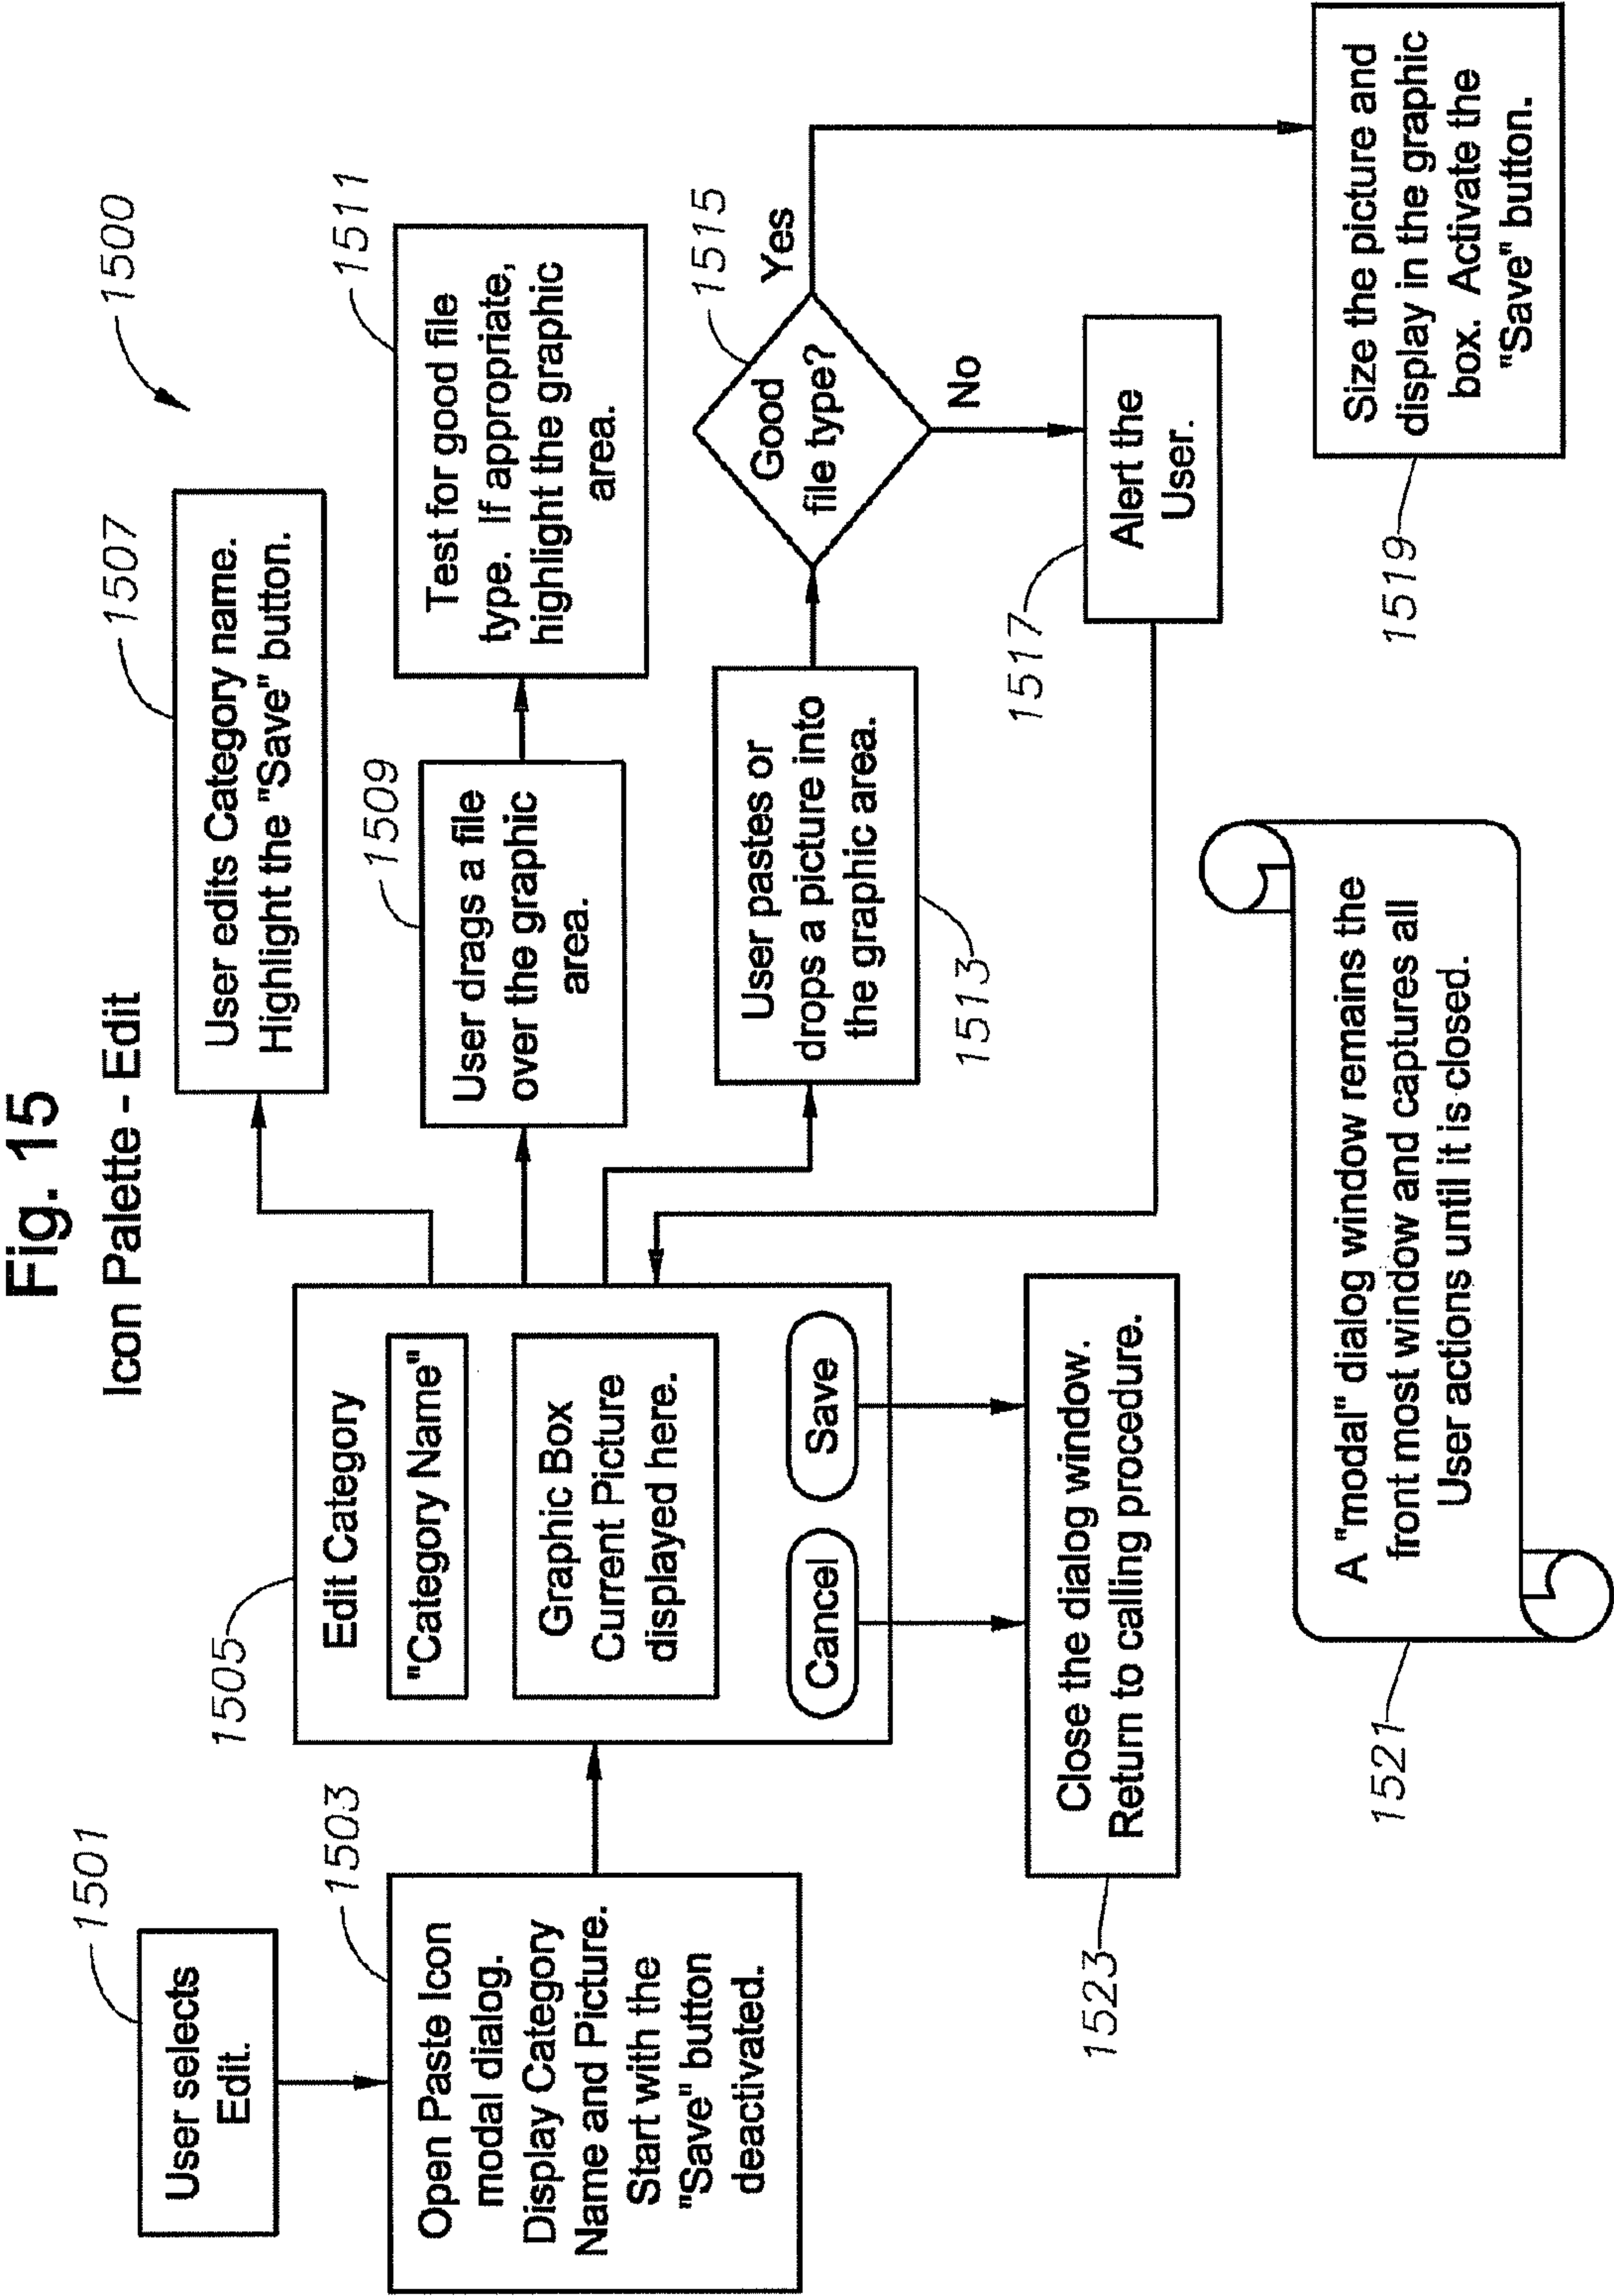 Fig. 15
Icon Palette - Edit
1500
1501
User selects
Edit.
1503
Open Paste Icon
modal dialog.
Display Category
Name and Picture.
Start with the
"Save" button
deactivated.
1505
Edit Category
"Category Name"
Graphic Box
Current Picture
displayed here.
Cancel
Save
1507
User edits Category name.
Highlight the "Save" button.
1509
User drags a file
over the graphic
area.
1511
Test for good file
type. If appropriate,
highlight the graphic
area.
1513
User pastes or
drops a picture into
the graphic area.
1515
Good
file type?
Yes
No
1517
Alert the
User.
1519
Size the picture and
display in the graphic
box. Activate the
"Save" button.
1523
Close the dialog window.
Return to calling procedure.
1521
A "modal" dialog window remains the
front most window and captures all
User actions until it is closed.